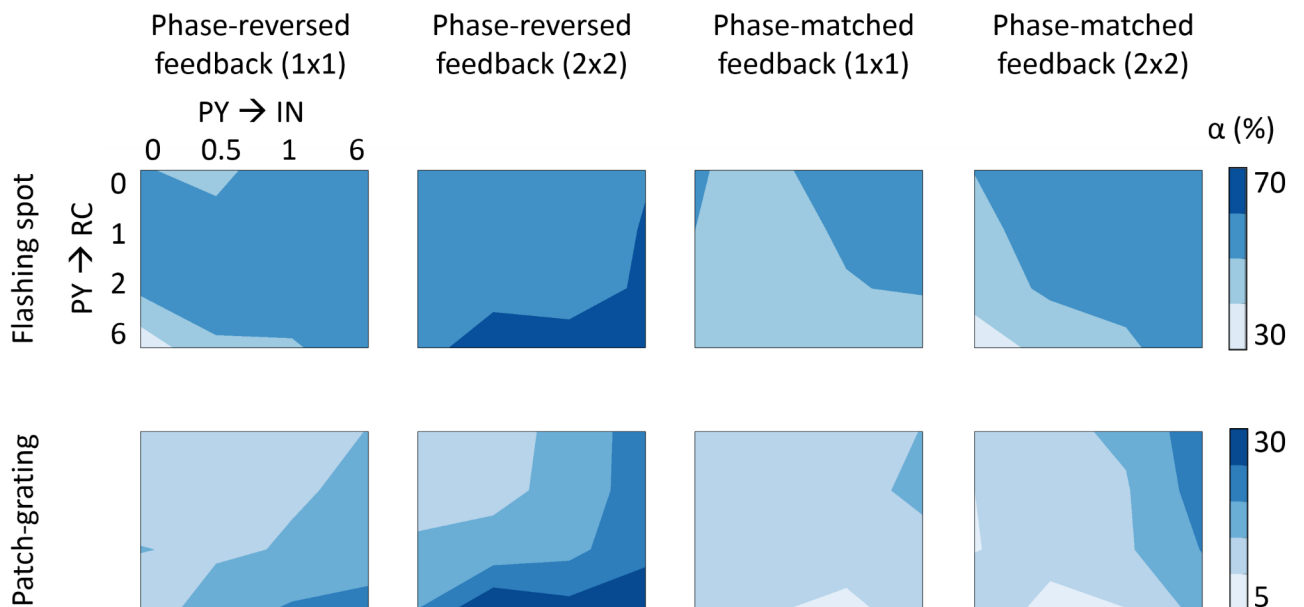 Phase-reversed
feedback (1x1)
Phase-reversed
feedback (2x2)
Phase-matched
feedback (1x1)
Phase-matched
feedback (2x2)
PY → IN
0 0.5 1 6
α (%)
Flashing spot
PY → RC
0
1
2
6
70
30
Patch-grating
30
5